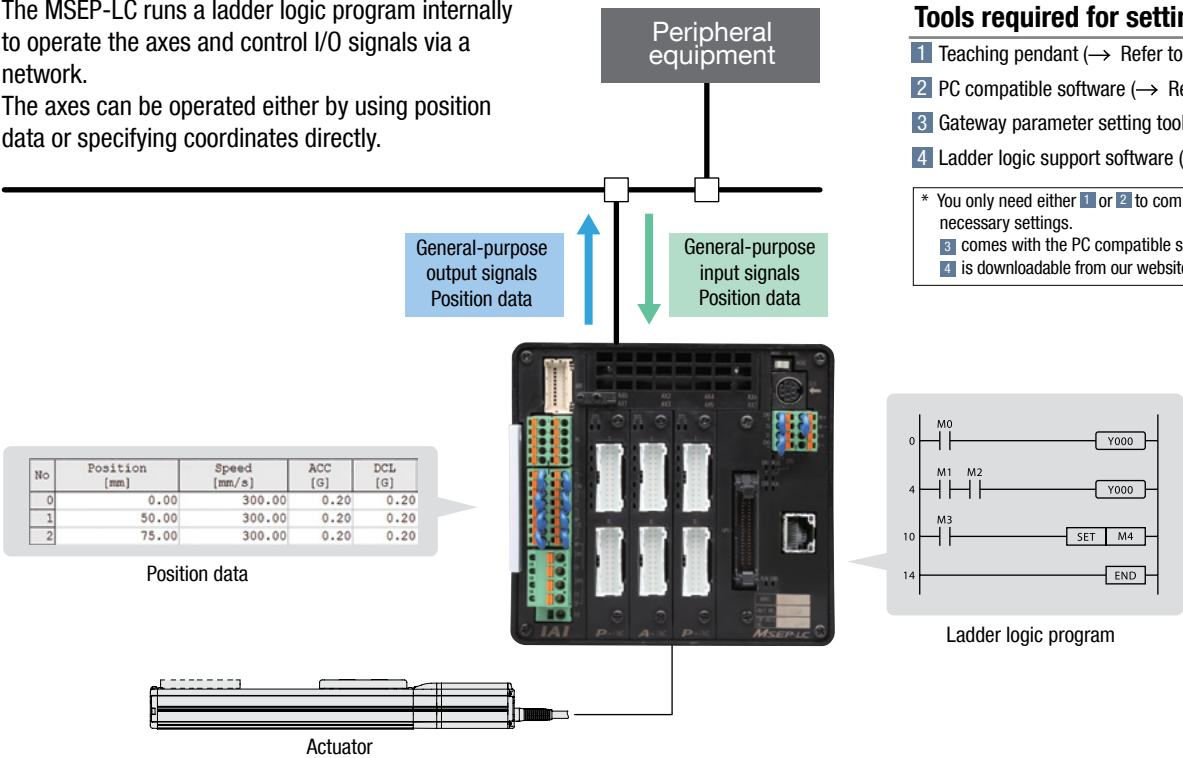 The MSEP-LC runs a ladder logic program internally
to operate the axes and control I/O signals via a
network.
The axes can be operated either by using position
data or specifying coordinates directly.
Peripheral
equipment
Tools required for settin
1 Teaching pendant (→ Refer to
2 PC compatible software (→ Re
3 Gateway parameter setting tool
4 Ladder logic support software (
* You only need either 1 or 2 to com
necessary settings.
3 comes with the PC compatible s
4 is downloadable from our website
General-purpose
output signals
Position data
General-purpose
input signals
Position data
No Position [mm] Speed [mm/s] ACC [G] DCL [G]
0 0.00 300.00 0.20 0.20
1 50.00 300.00 0.20 0.20
2 75.00 300.00 0.20 0.20
Position data
IAI P A P MSEP-LC
M0
0 Y000
M1 M2
4 Y000
M3
10 SET M4
14 END
Ladder logic program
Actuator